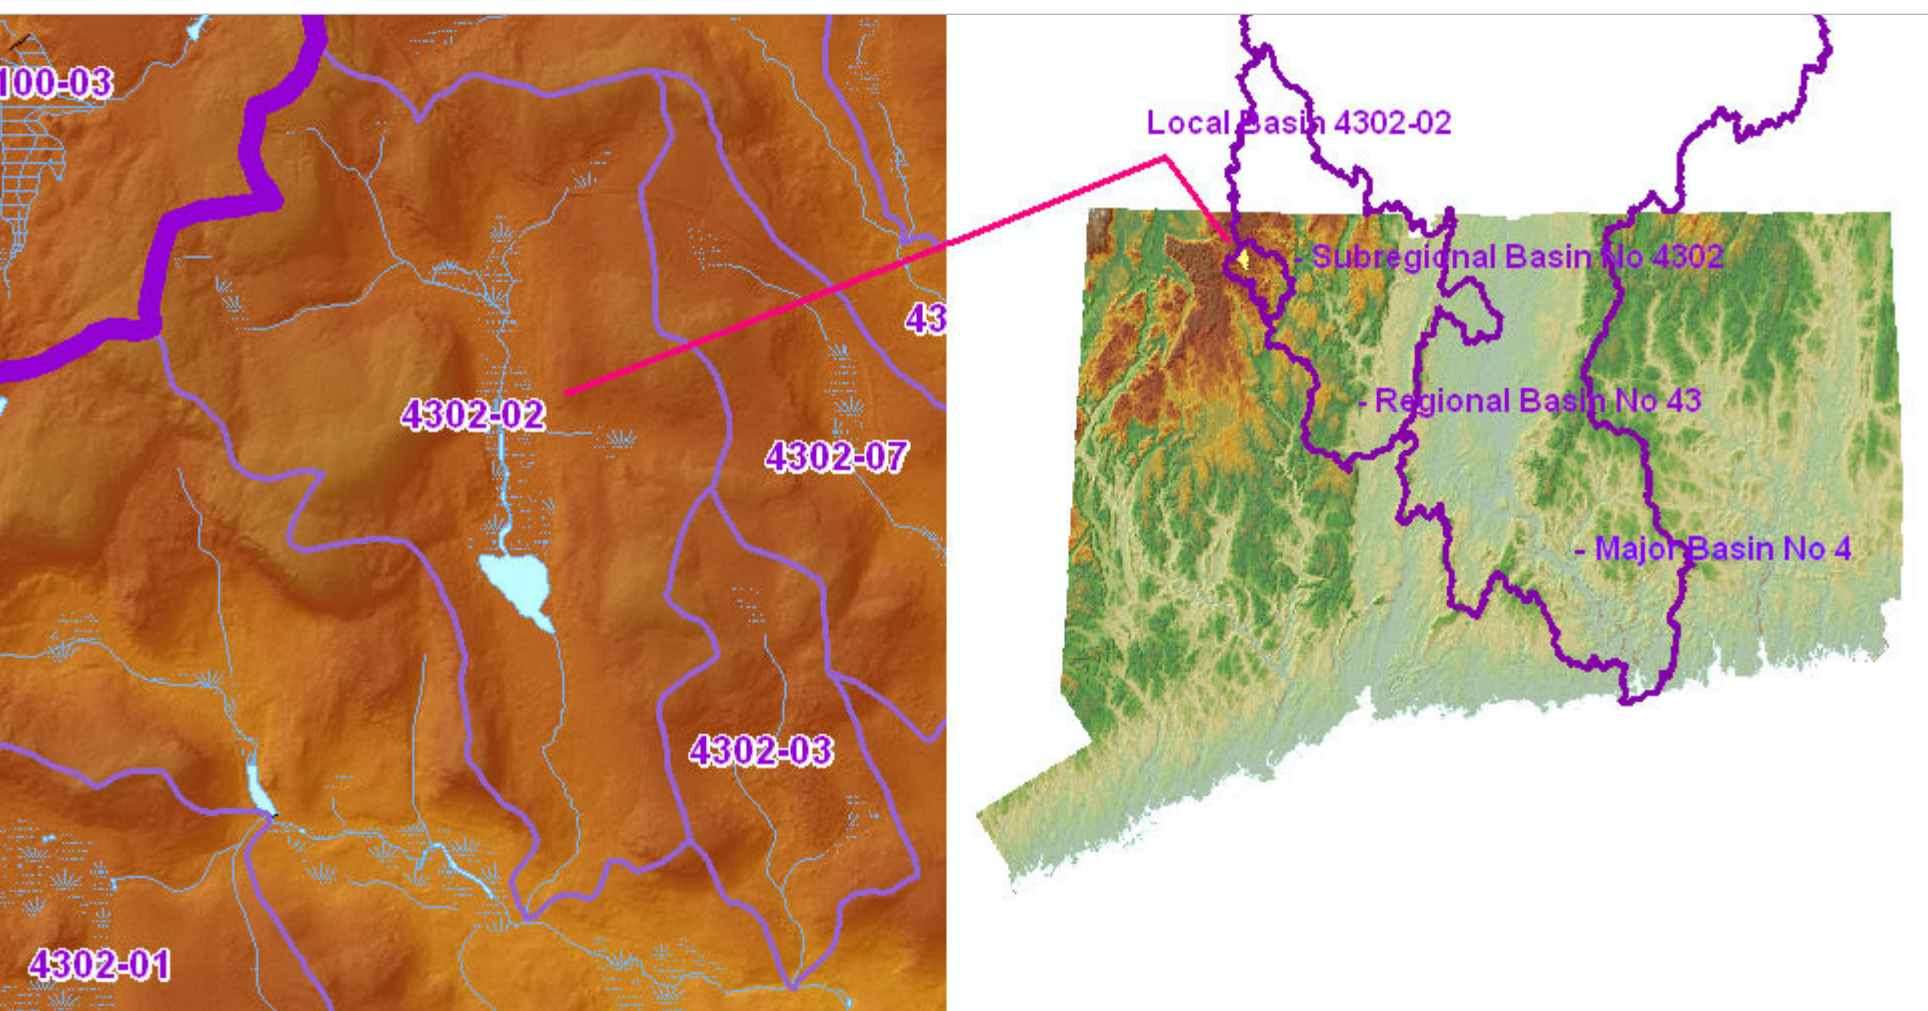 100-03
43
4302-02
4302-07
4302-03
4302-01
Local Basin 4302-02
- Subregional Basin No 4302
- Regional Basin No 43
- Major Basin No 4